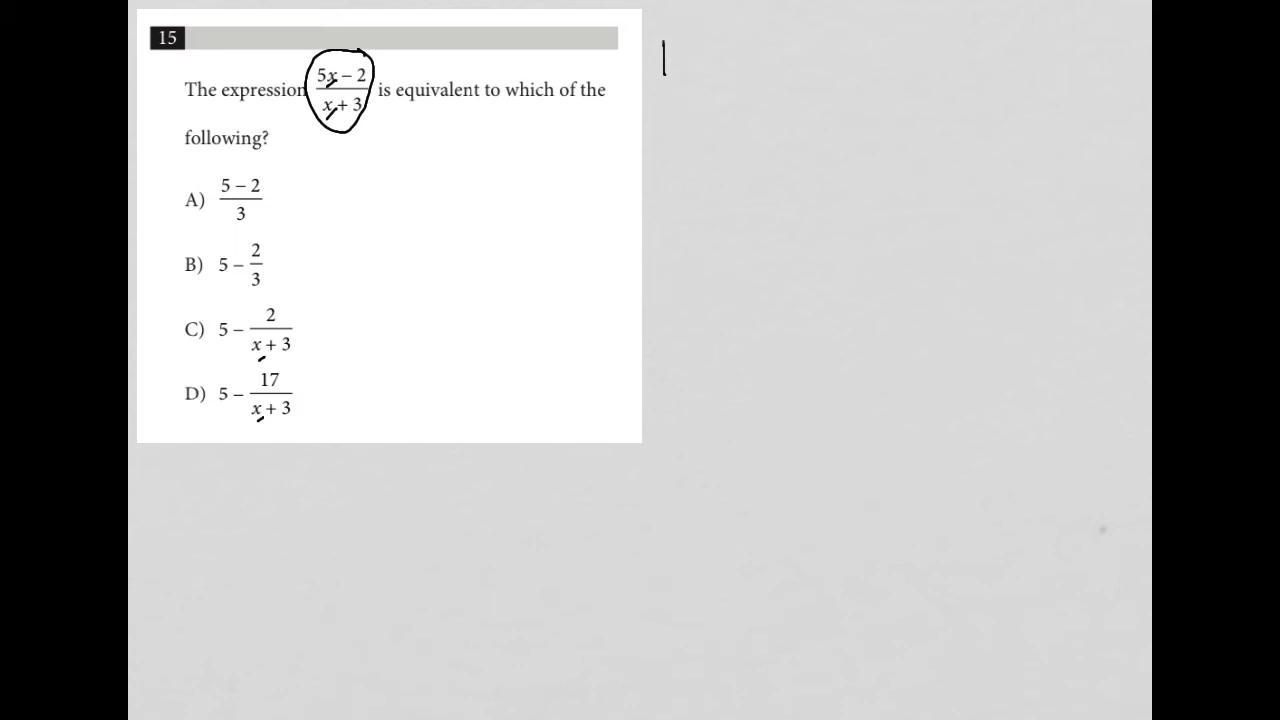 15
The expression (5x – 2)/(x + 3) is equivalent to which of the
following?
A) (5 – 2)/3
B) 5 – 2/3
C) 5 – 2/(x + 3)
D) 5 – 17/(x + 3)